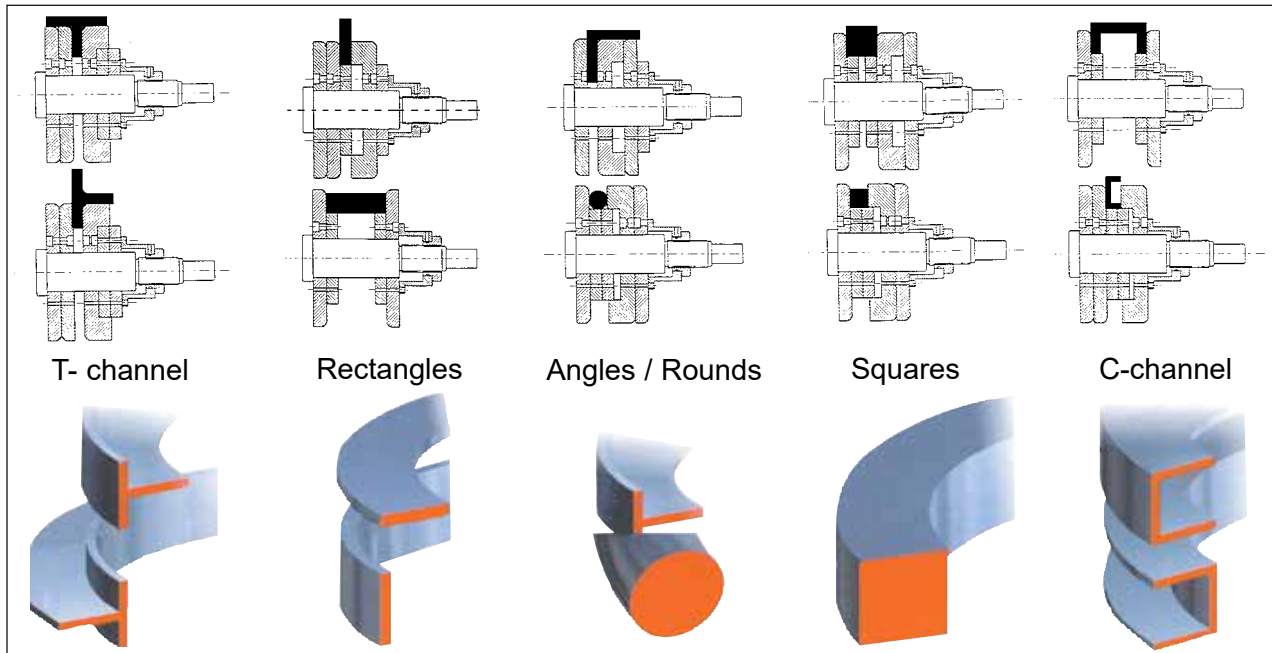 T- channel
Rectangles
Angles / Rounds
Squares
C-channel